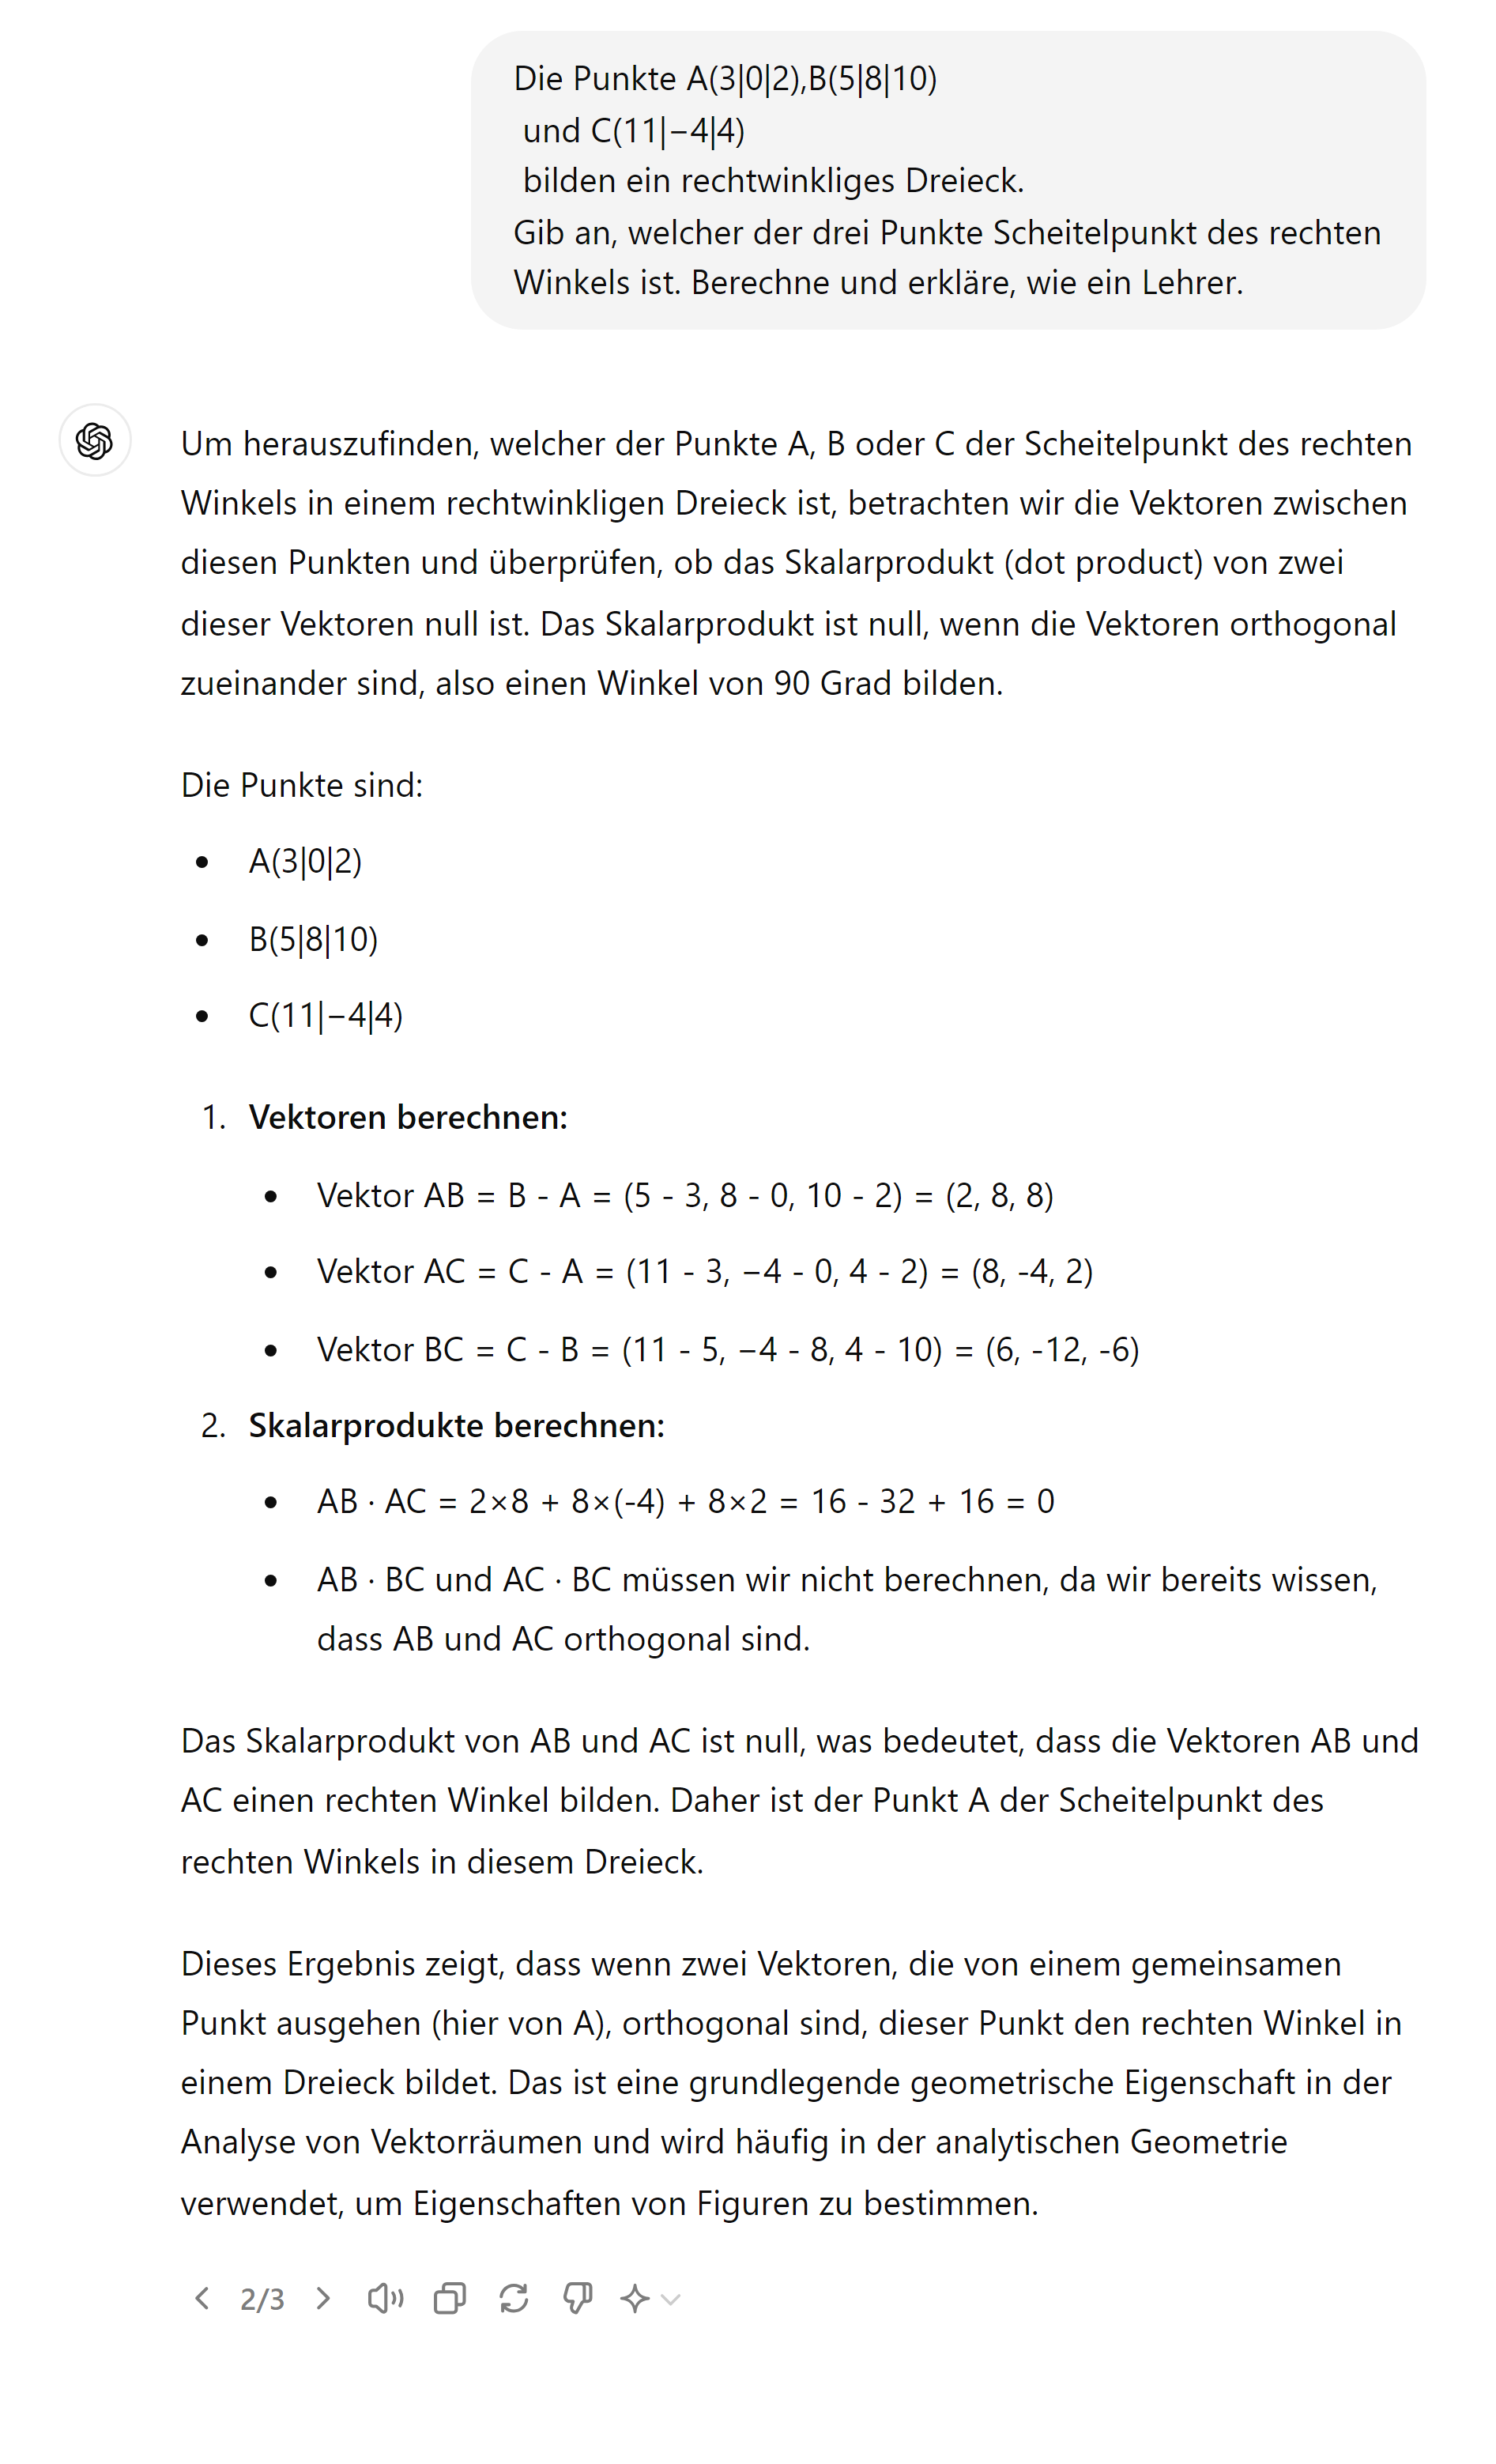 Die Punkte A(3|0|2),B(5|8|10)
und C(11|−4|4)
bilden ein rechtwinkliges Dreieck.
Gib an, welcher der drei Punkte Scheitelpunkt des rechten
Winkels ist. Berechne und erkläre, wie ein Lehrer.
Um herauszufinden, welcher der Punkte A, B oder C der Scheitelpunkt des rechten
Winkels in einem rechtwinkligen Dreieck ist, betrachten wir die Vektoren zwischen
diesen Punkten und überprüfen, ob das Skalarprodukt (dot product) von zwei
dieser Vektoren null ist. Das Skalarprodukt ist null, wenn die Vektoren orthogonal
zueinander sind, also einen Winkel von 90 Grad bilden.
Die Punkte sind:
• A(3|0|2)
• B(5|8|10)
• C(11|−4|4)
1. Vektoren berechnen:
• Vektor AB = B - A = (5 - 3, 8 - 0, 10 - 2) = (2, 8, 8)
• Vektor AC = C - A = (11 - 3, −4 - 0, 4 - 2) = (8, -4, 2)
• Vektor BC = C - B = (11 - 5, −4 - 8, 4 - 10) = (6, -12, -6)
2. Skalarprodukte berechnen:
• AB · AC = 2×8 + 8×(-4) + 8×2 = 16 - 32 + 16 = 0
• AB · BC und AC · BC müssen wir nicht berechnen, da wir bereits wissen,
dass AB und AC orthogonal sind.
Das Skalarprodukt von AB und AC ist null, was bedeutet, dass die Vektoren AB und
AC einen rechten Winkel bilden. Daher ist der Punkt A der Scheitelpunkt des
rechten Winkels in diesem Dreieck.
Dieses Ergebnis zeigt, dass wenn zwei Vektoren, die von einem gemeinsamen
Punkt ausgehen (hier von A), orthogonal sind, dieser Punkt den rechten Winkel in
einem Dreieck bildet. Das ist eine grundlegende geometrische Eigenschaft in der
Analyse von Vektorräumen und wird häufig in der analytischen Geometrie
verwendet, um Eigenschaften von Figuren zu bestimmen.
2/3